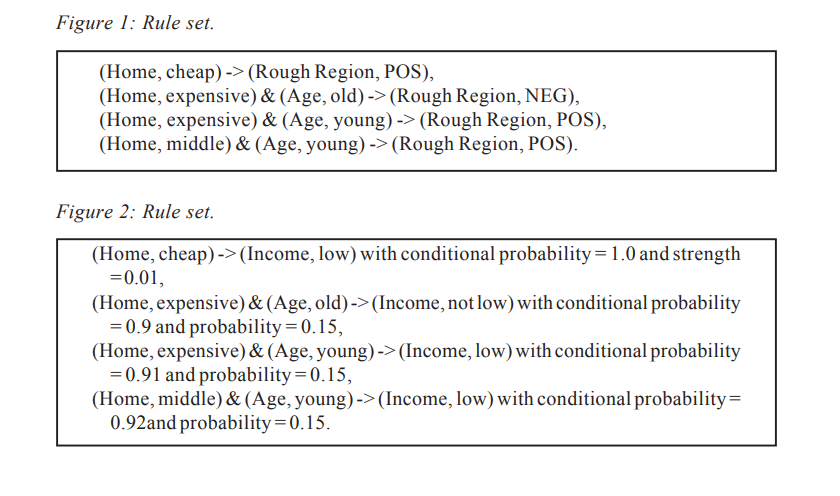 Figure 1: Rule set.
(Home, cheap) -> (Rough Region, POS),
(Home, expensive) & (Age, old) -> (Rough Region, NEG),
(Home, expensive) & (Age, young) -> (Rough Region, POS),
(Home, middle) & (Age, young) -> (Rough Region, POS).
Figure 2: Rule set.
(Home, cheap) -> (Income, low) with conditional probability = 1.0 and strength
=0.01,
(Home, expensive) & (Age, old) -> (Income, not low) with conditional probability
= 0.9 and probability = 0.15,
(Home, expensive) & (Age, young) -> (Income, low) with conditional probability
= 0.91 and probability = 0.15,
(Home, middle) & (Age, young) -> (Income, low) with conditional probability =
0.92and probability = 0.15.